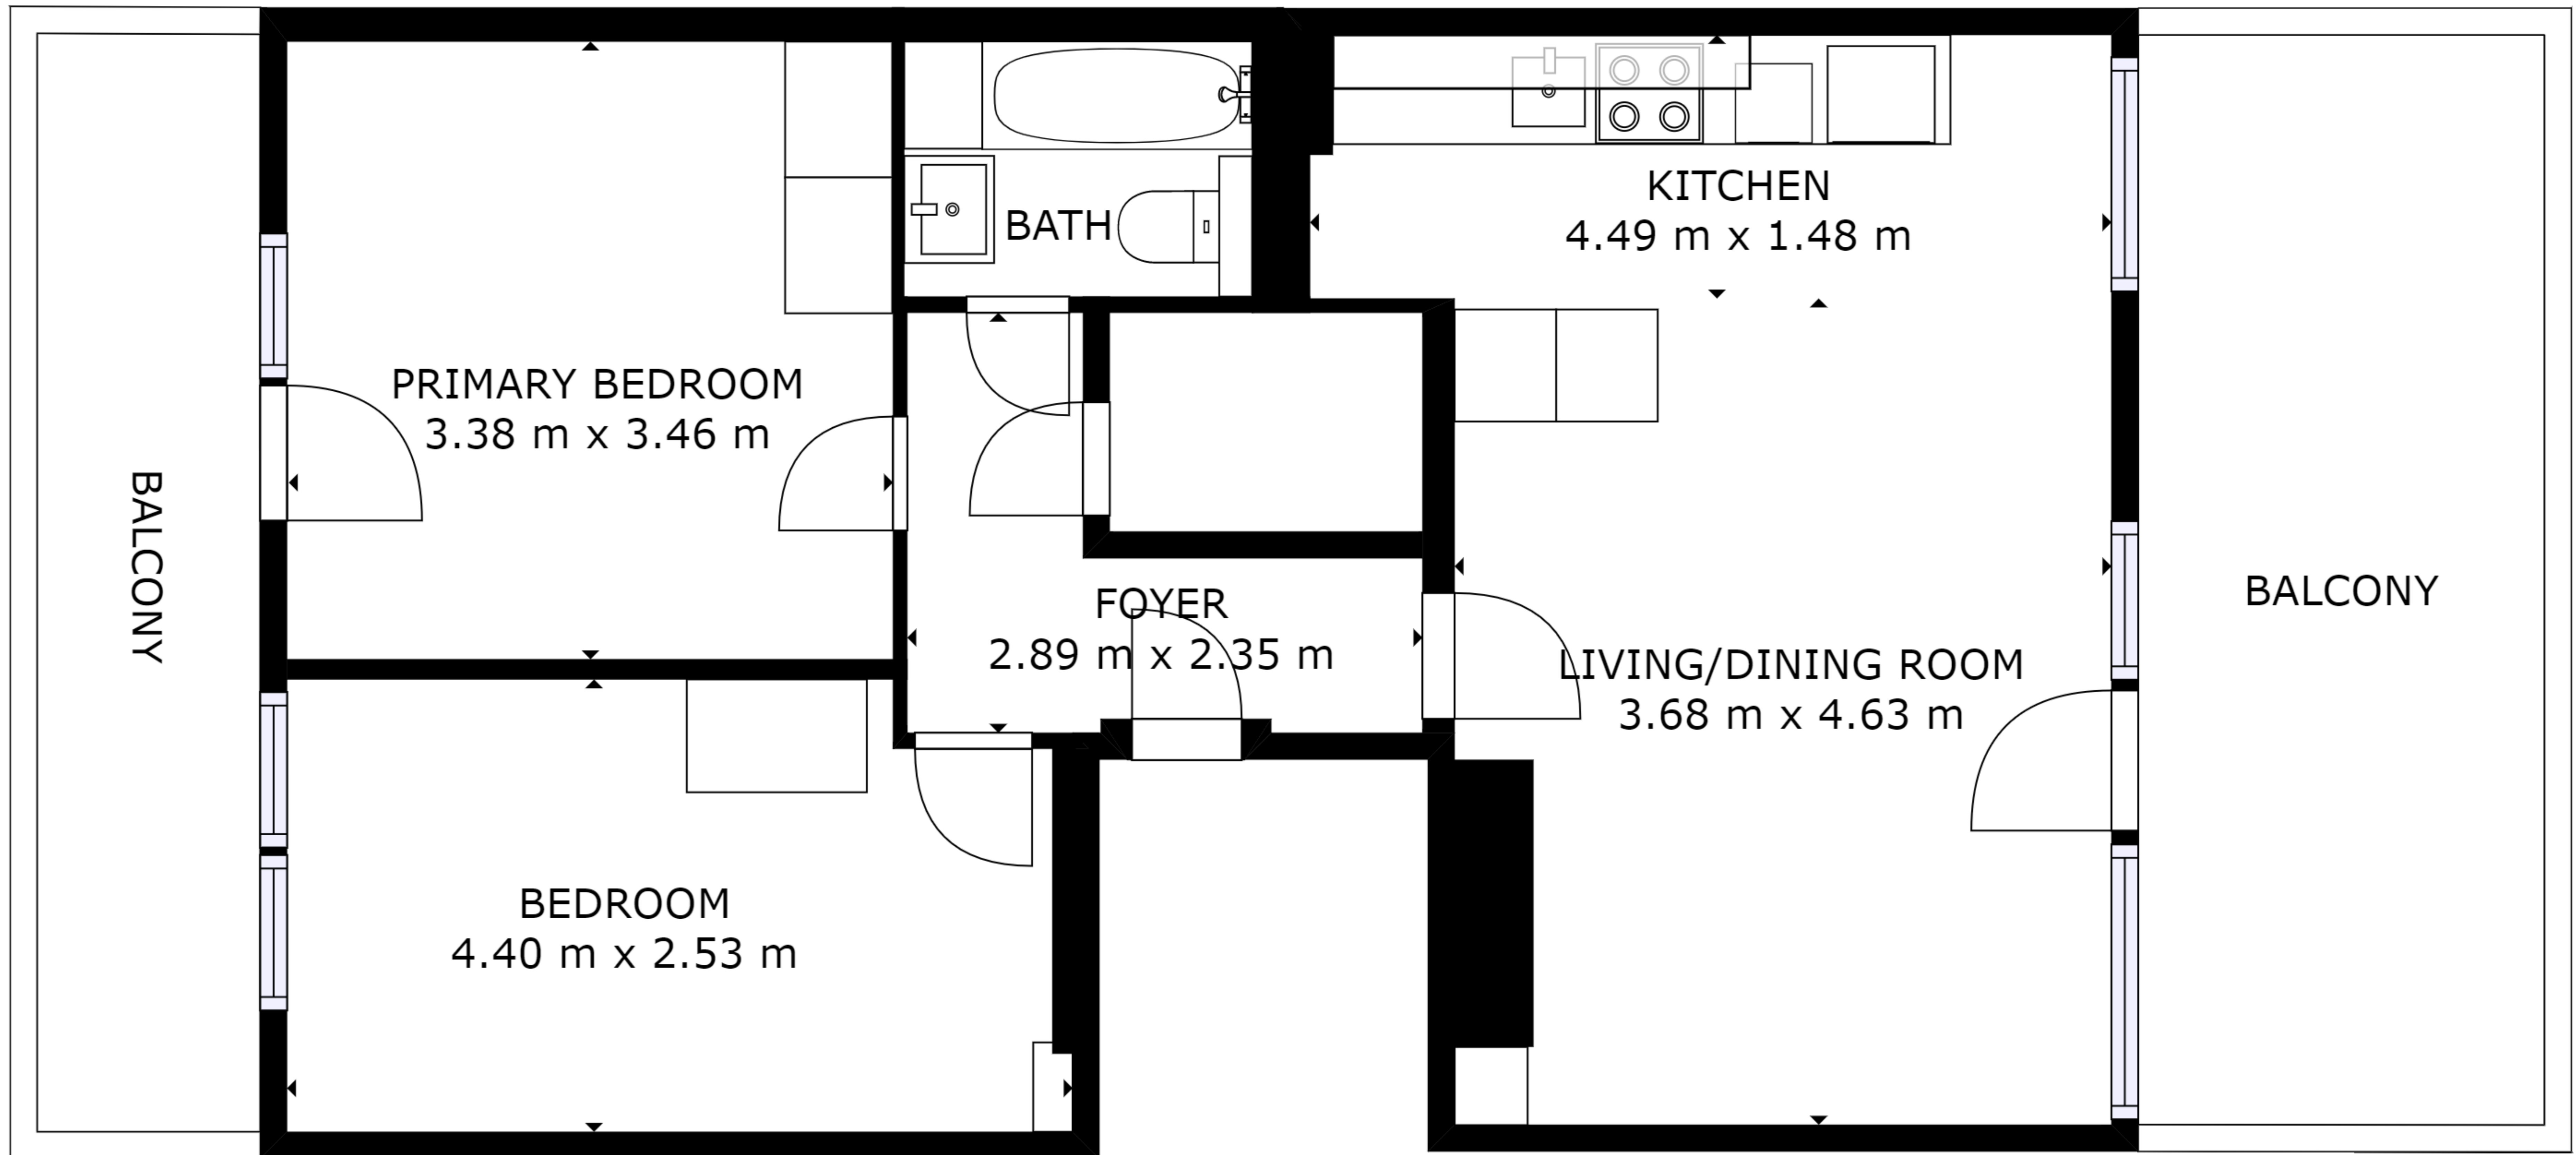 BATH
KITCHEN
4.49 m x 1.48 m
PRIMARY BEDROOM
3.38 m x 3.46 m
BALCONY
FOYER
2.89 m x 2.35 m
LIVING/DINING ROOM
3.68 m x 4.63 m
BALCONY
BEDROOM
4.40 m x 2.53 m